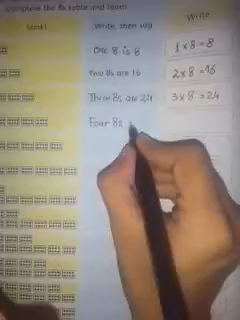 Complete the 8s table and learn
Look! Write, then say Write
One 8 is 8 1 x 8 = 8
two 8s are 16 2 x 8 = 16
Three 8s are 24 3 x 8 = 24
Four 8s